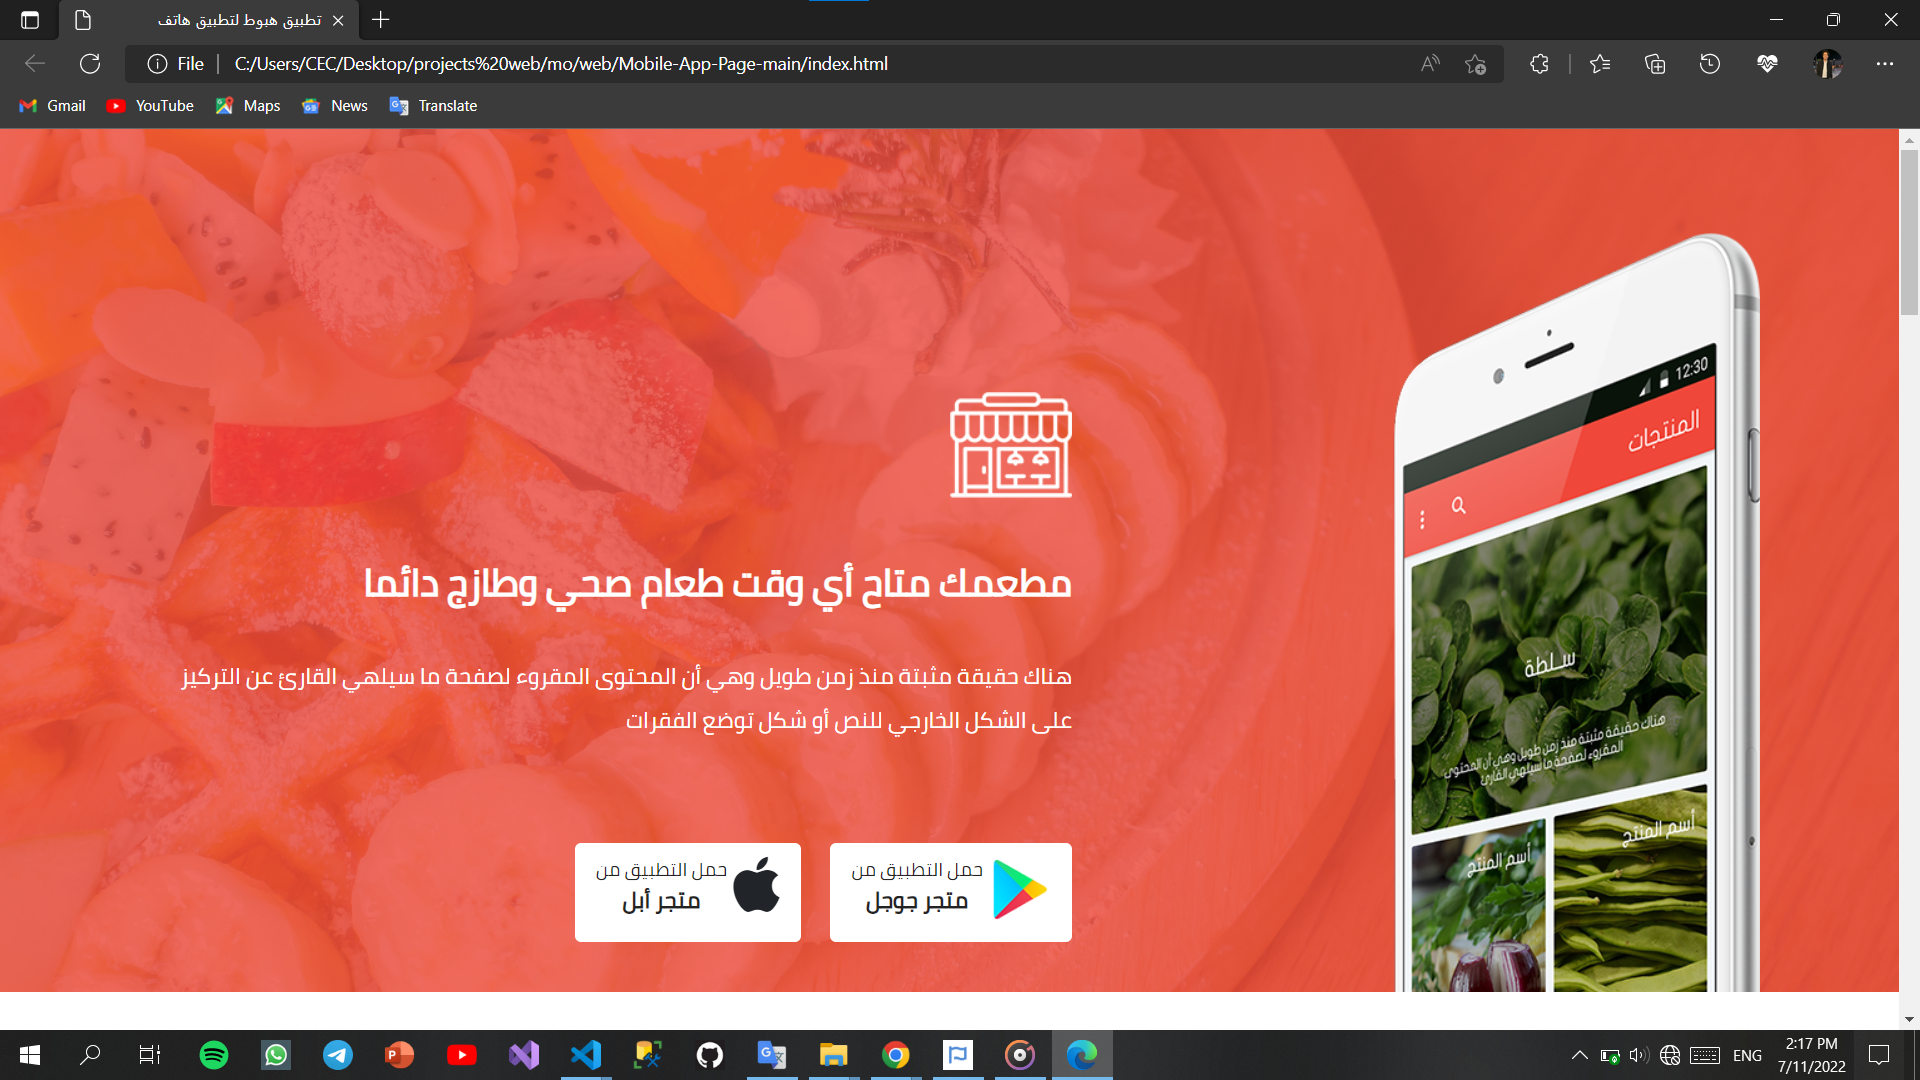 تطبيق هبوط لتطبيق هاتف
File
C:/Users/CEC/Desktop/projects%20web/mo/web/Mobile-App-Page-main/index.html
Gmail
YouTube
Maps
News
Translate
مطعمك متاح أي وقت طعام صحي وطازج دائما
هناك حقيقة مثبتة منذ زمن طويل وهي أن المحتوى المقروء لصفحة ما سيلهي القارئ عن التركيز
على الشكل الخارجي للنص أو شكل توضع الفقرات
حمل التطبيق من
متجر جوجل
حمل التطبيق من
متجر أبل
12:30
المنتجات
سـلطة
هناك حقيقة مثبتة منذ زمن طويل وهي أن المحتوى
المقروء لصفحة ما سيلهي القارئ
أسم المنتج
أسم المنتج
ENG
2:17 PM
7/11/2022